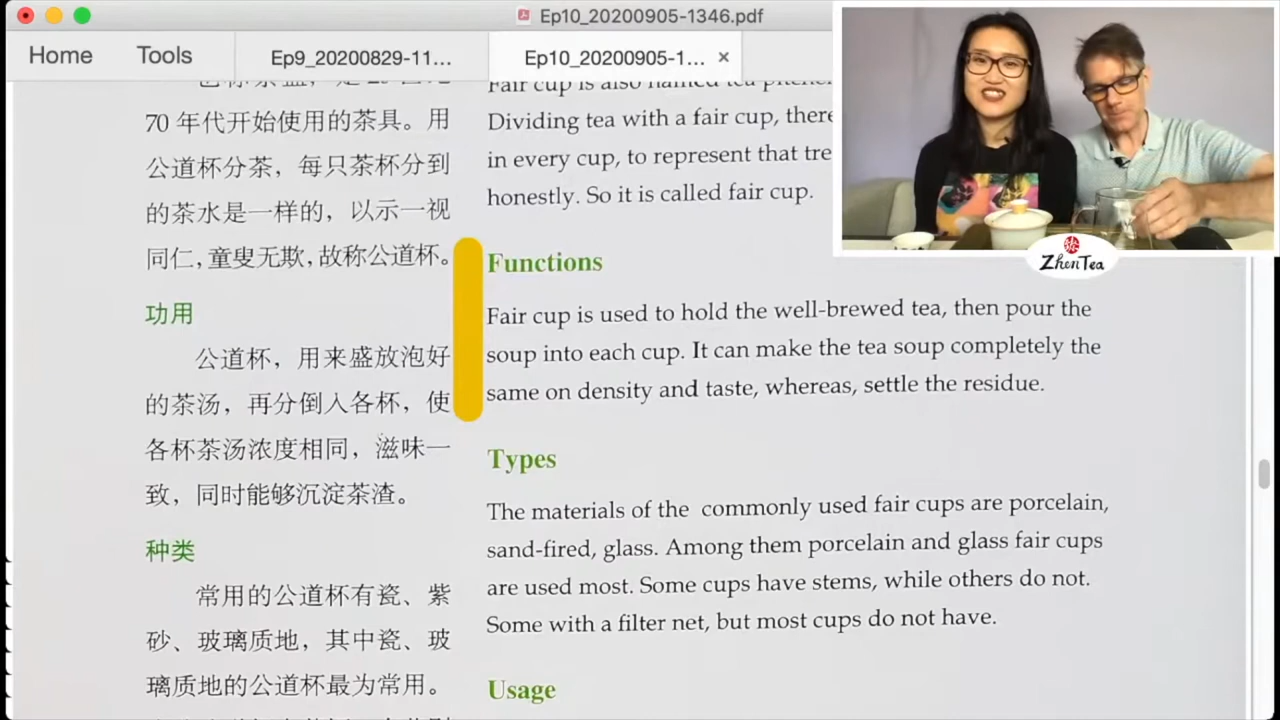 Ep10_20200905-1346.pdf
Home
Tools
Ep9_20200829-11...
Ep10_20200905-1... ×
70 年代开始使用的茶具。用
公道杯分茶，每只茶杯分到
的茶水是一样的，以示一视
同仁，童叟无欺，故称公道杯。
功用
公道杯，用来盛放泡好
的茶汤，再分倒入各杯，使
各杯茶汤浓度相同，滋味一
致，同时能够沉淀茶渣。
种类
常用的公道杯有瓷、紫
砂、玻璃质地，其中瓷、玻
璃质地的公道杯最为常用。
Fair cup is also named tea pitche
Dividing tea with a fair cup, there
in every cup, to represent that tre
honestly. So it is called fair cup.
Functions
Fair cup is used to hold the well-brewed tea, then pour the
soup into each cup. It can make the tea soup completely the
same on density and taste, whereas, settle the residue.
Types
The materials of the commonly used fair cups are porcelain,
sand-fired, glass. Among them porcelain and glass fair cups
are used most. Some cups have stems, while others do not.
Some with a filter net, but most cups do not have.
Usage
Zhen Tea